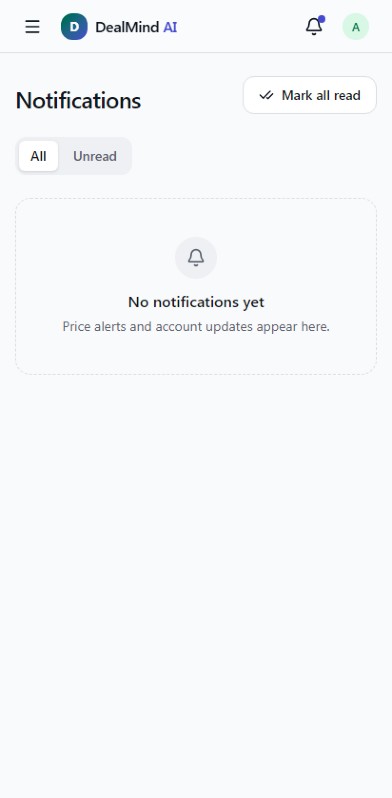 D DealMind AI
A
Notifications
Mark all read
All Unread
No notifications yet
Price alerts and account updates appear here.